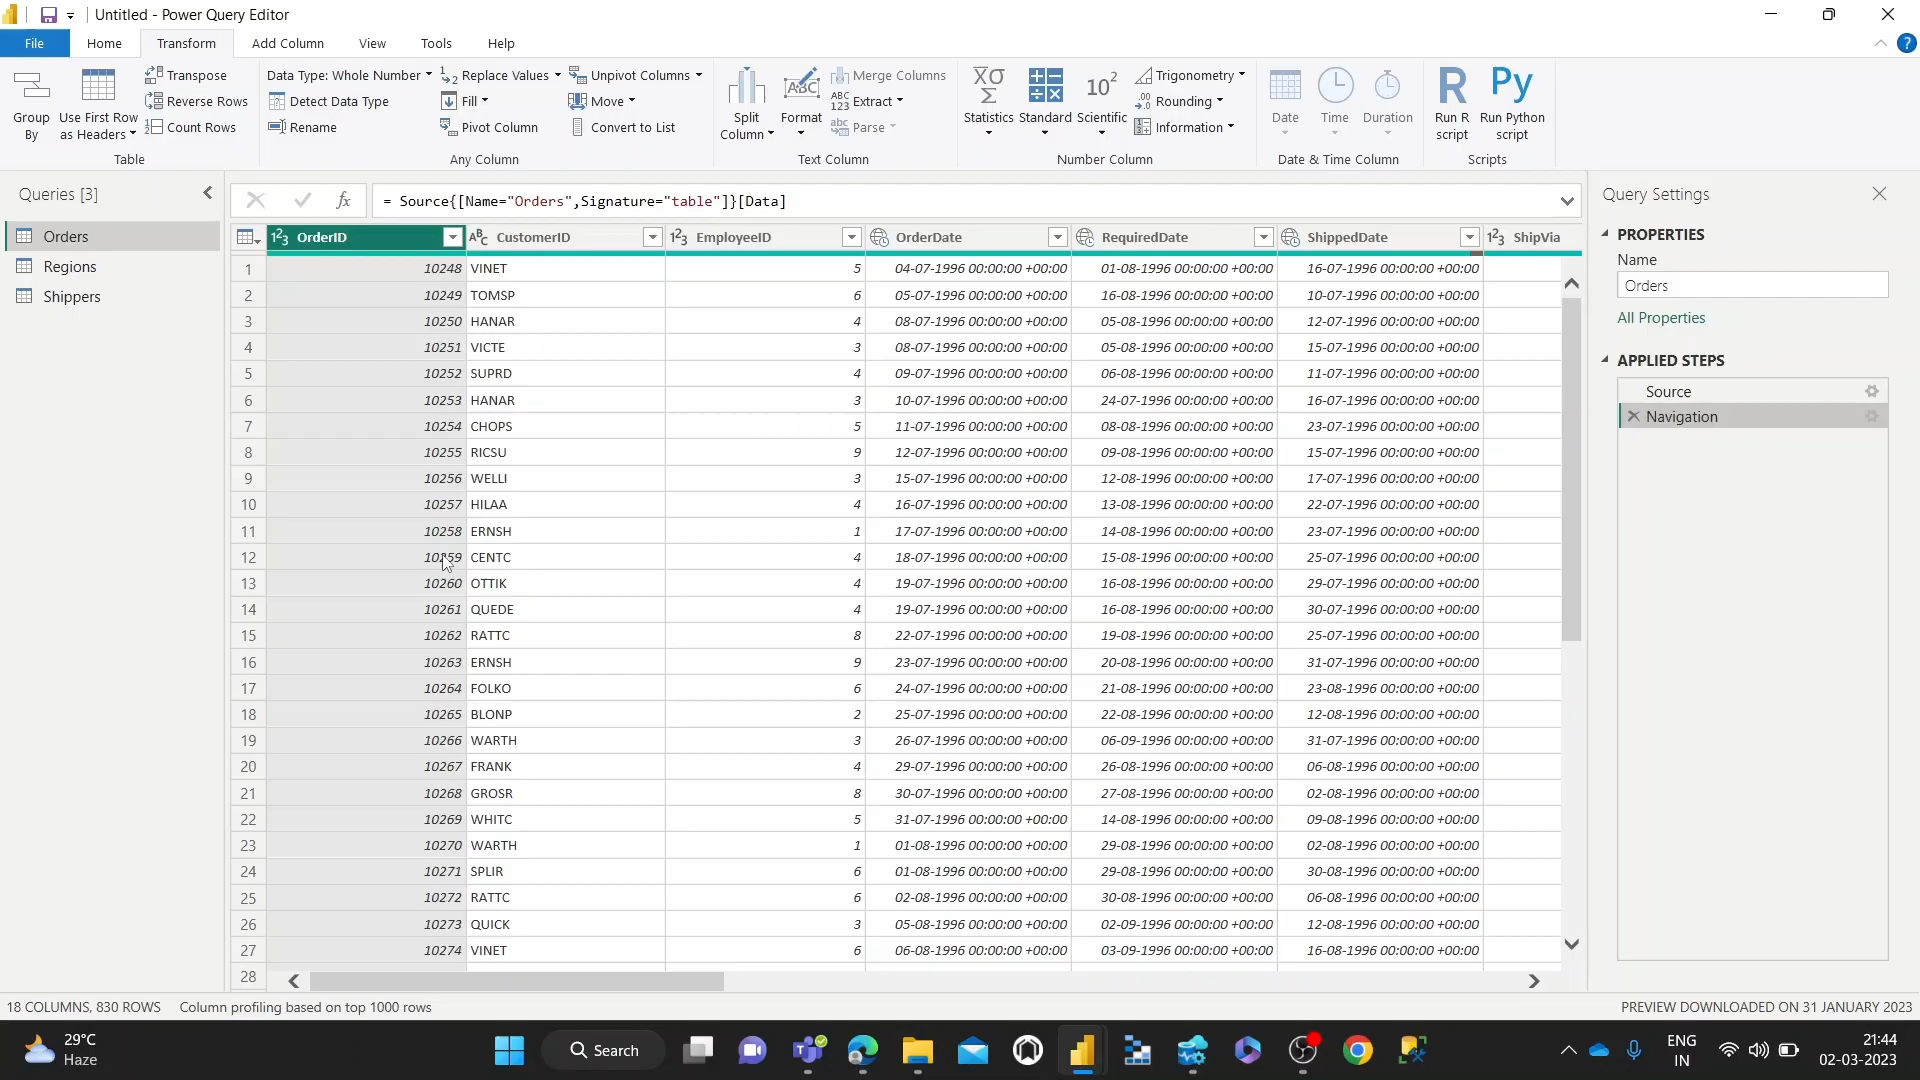 Untitled - Power Query Editor
File Home Transform Add Column View Tools Help
Group By
Use First Row as Headers
Transpose
Reverse Rows
Count Rows
Table
Data Type: Whole Number
Detect Data Type
Rename
Replace Values
Fill
Pivot Column
Unpivot Columns
Move
Convert to List
Any Column
Split Column
Format
Merge Columns
Extract
Parse
Text Column
Statistics
Standard
Scientific
Trigonometry
Rounding
Information
Number Column
Date
Time
Duration
Date & Time Column
Run R script
Run Python script
Scripts
Queries [3]
Orders
Regions
Shippers
= Source{[Name="Orders",Signature="table"]}[Data]
OrderID CustomerID EmployeeID OrderDate RequiredDate ShippedDate ShipVia
1 10248 VINET 5 04-07-1996 00:00:00 +00:00 01-08-1996 00:00:00 +00:00 16-07-1996 00:00:00 +00:00
2 10249 TOMSP 6 05-07-1996 00:00:00 +00:00 16-08-1996 00:00:00 +00:00 10-07-1996 00:00:00 +00:00
3 10250 HANAR 4 08-07-1996 00:00:00 +00:00 05-08-1996 00:00:00 +00:00 12-07-1996 00:00:00 +00:00
4 10251 VICTE 3 08-07-1996 00:00:00 +00:00 05-08-1996 00:00:00 +00:00 15-07-1996 00:00:00 +00:00
5 10252 SUPRD 4 09-07-1996 00:00:00 +00:00 06-08-1996 00:00:00 +00:00 11-07-1996 00:00:00 +00:00
6 10253 HANAR 3 10-07-1996 00:00:00 +00:00 24-07-1996 00:00:00 +00:00 16-07-1996 00:00:00 +00:00
7 10254 CHOPS 5 11-07-1996 00:00:00 +00:00 08-08-1996 00:00:00 +00:00 23-07-1996 00:00:00 +00:00
8 10255 RICSU 9 12-07-1996 00:00:00 +00:00 09-08-1996 00:00:00 +00:00 15-07-1996 00:00:00 +00:00
9 10256 WELLI 3 15-07-1996 00:00:00 +00:00 12-08-1996 00:00:00 +00:00 17-07-1996 00:00:00 +00:00
10 10257 HILAA 4 16-07-1996 00:00:00 +00:00 13-08-1996 00:00:00 +00:00 22-07-1996 00:00:00 +00:00
11 10258 ERNSH 1 17-07-1996 00:00:00 +00:00 14-08-1996 00:00:00 +00:00 23-07-1996 00:00:00 +00:00
12 10259 CENTC 4 18-07-1996 00:00:00 +00:00 15-08-1996 00:00:00 +00:00 25-07-1996 00:00:00 +00:00
13 10260 OTTIK 4 19-07-1996 00:00:00 +00:00 16-08-1996 00:00:00 +00:00 29-07-1996 00:00:00 +00:00
14 10261 QUEDE 4 19-07-1996 00:00:00 +00:00 16-08-1996 00:00:00 +00:00 30-07-1996 00:00:00 +00:00
15 10262 RATTC 8 22-07-1996 00:00:00 +00:00 19-08-1996 00:00:00 +00:00 25-07-1996 00:00:00 +00:00
16 10263 ERNSH 9 23-07-1996 00:00:00 +00:00 20-08-1996 00:00:00 +00:00 31-07-1996 00:00:00 +00:00
17 10264 FOLKO 6 24-07-1996 00:00:00 +00:00 21-08-1996 00:00:00 +00:00 23-08-1996 00:00:00 +00:00
18 10265 BLONP 2 25-07-1996 00:00:00 +00:00 22-08-1996 00:00:00 +00:00 12-08-1996 00:00:00 +00:00
19 10266 WARTH 3 26-07-1996 00:00:00 +00:00 06-09-1996 00:00:00 +00:00 31-07-1996 00:00:00 +00:00
20 10267 FRANK 4 29-07-1996 00:00:00 +00:00 26-08-1996 00:00:00 +00:00 06-08-1996 00:00:00 +00:00
21 10268 GROSR 8 30-07-1996 00:00:00 +00:00 27-08-1996 00:00:00 +00:00 02-08-1996 00:00:00 +00:00
22 10269 WHITC 5 31-07-1996 00:00:00 +00:00 14-08-1996 00:00:00 +00:00 09-08-1996 00:00:00 +00:00
23 10270 WARTH 1 01-08-1996 00:00:00 +00:00 29-08-1996 00:00:00 +00:00 02-08-1996 00:00:00 +00:00
24 10271 SPLIR 6 01-08-1996 00:00:00 +00:00 29-08-1996 00:00:00 +00:00 30-08-1996 00:00:00 +00:00
25 10272 RATTC 6 02-08-1996 00:00:00 +00:00 30-08-1996 00:00:00 +00:00 06-08-1996 00:00:00 +00:00
26 10273 QUICK 3 05-08-1996 00:00:00 +00:00 02-09-1996 00:00:00 +00:00 12-08-1996 00:00:00 +00:00
27 10274 VINET 6 06-08-1996 00:00:00 +00:00 03-09-1996 00:00:00 +00:00 16-08-1996 00:00:00 +00:00
28
Query Settings
PROPERTIES
Name
Orders
All Properties
APPLIED STEPS
Source
Navigation
18 COLUMNS, 830 ROWS Column profiling based on top 1000 rows
PREVIEW DOWNLOADED ON 31 JANUARY 2023
29°C
Haze
Search
ENG
IN
21:44
02-03-2023